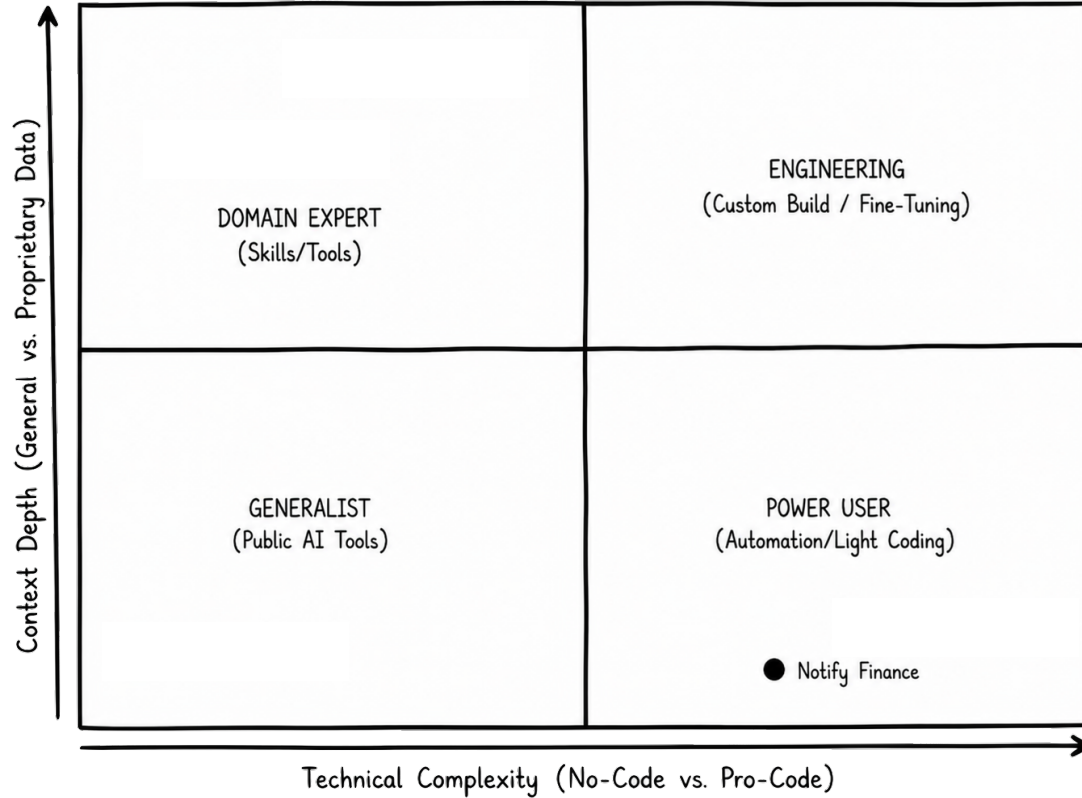 Context Depth (General vs. Proprietary Data)
DOMAIN EXPERT
(Skills/Tools)
ENGINEERING
(Custom Build / Fine-Tuning)
GENERALIST
(Public AI Tools)
POWER USER
(Automation/Light Coding)
Notify Finance
Technical Complexity (No-Code vs. Pro-Code)